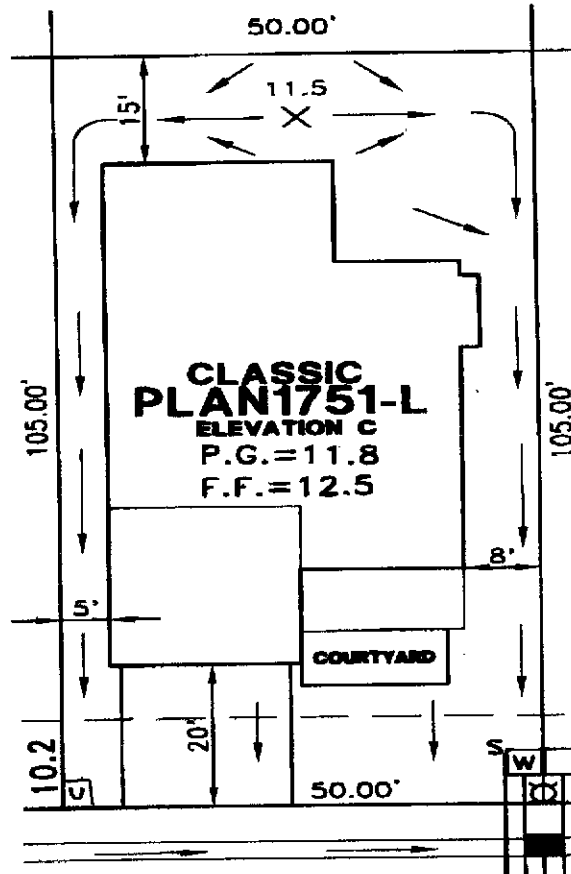 50.00'
11.5
15'
105.00'
105.00'
CLASSIC
PLAN1751-L
ELEVATION C
P.G.=11.8
F.F.=12.5
8'
5'
COURTYARD
20'
10.2
S
W
U
50.00'